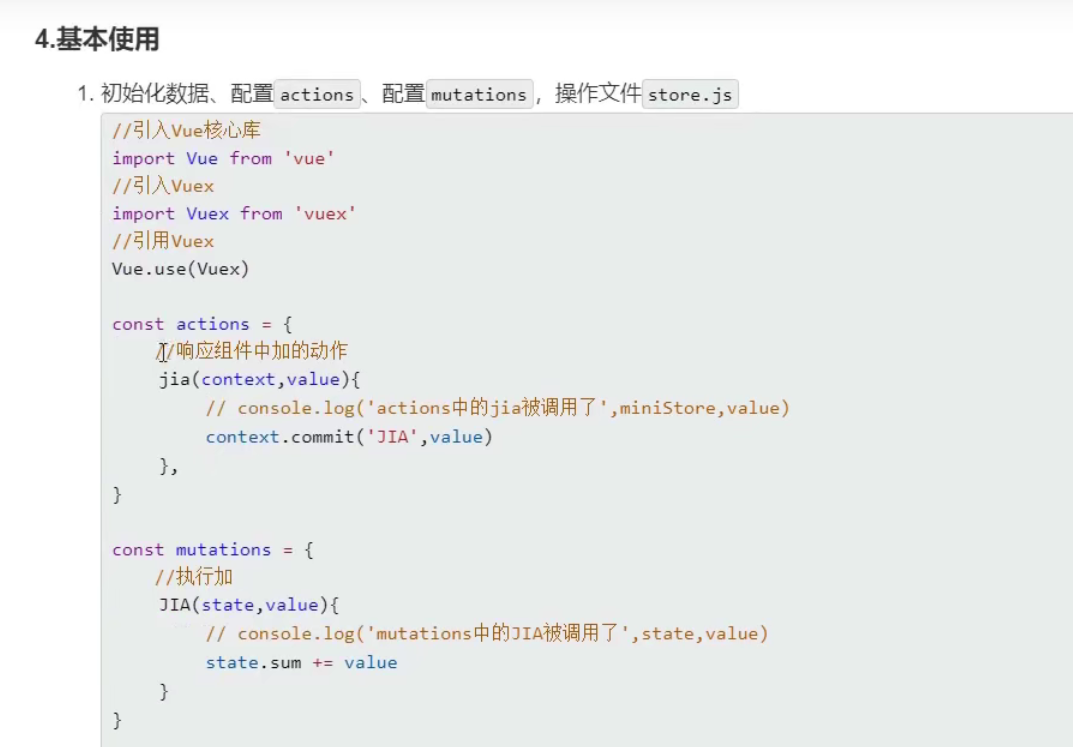 4.基本使用
1. 初始化数据、配置actions、配置mutations，操作文件store.js
//引入Vue核心库
import Vue from 'vue'
//引入Vuex
import Vuex from 'vuex'
//引用Vuex
Vue.use(Vuex)
const actions = {
//响应组件中加的动作
jia(context,value){
// console.log('actions中的jia被调用了',miniStore,value)
context.commit('JIA',value)
},
}
const mutations = {
//执行加
JIA(state,value){
// console.log('mutations中的JIA被调用了',state,value)
state.sum += value
}
}